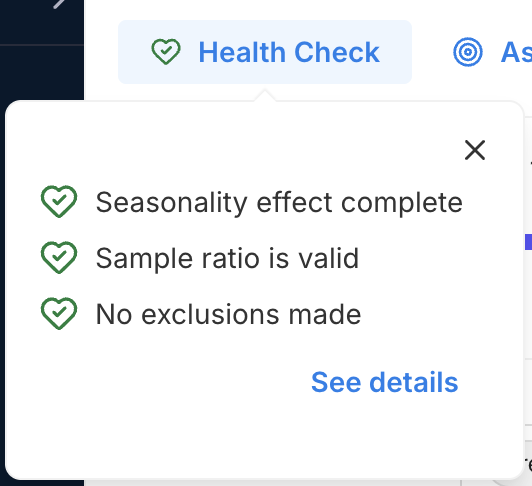 Health Check
As
Seasonality effect complete
Sample ratio is valid
No exclusions made
See details